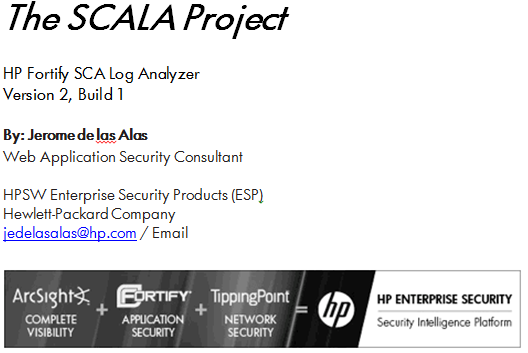 The SCALA Project
HP Fortify SCA Log Analyzer
Version 2, Build 1
By: Jerome de las Alas
Web Application Security Consultant
HPSW Enterprise Security Products (ESP)
Hewlett-Packard Company
jedelasalas@hp.com / Email
ArcSight
COMPLETE
VISIBILITY
+
FORTIFY
APPLICATION
SECURITY
+
TippingPoint
NETWORK
SECURITY
=
hp
HP ENTERPRISE SECURITY
Security Intelligence Platform